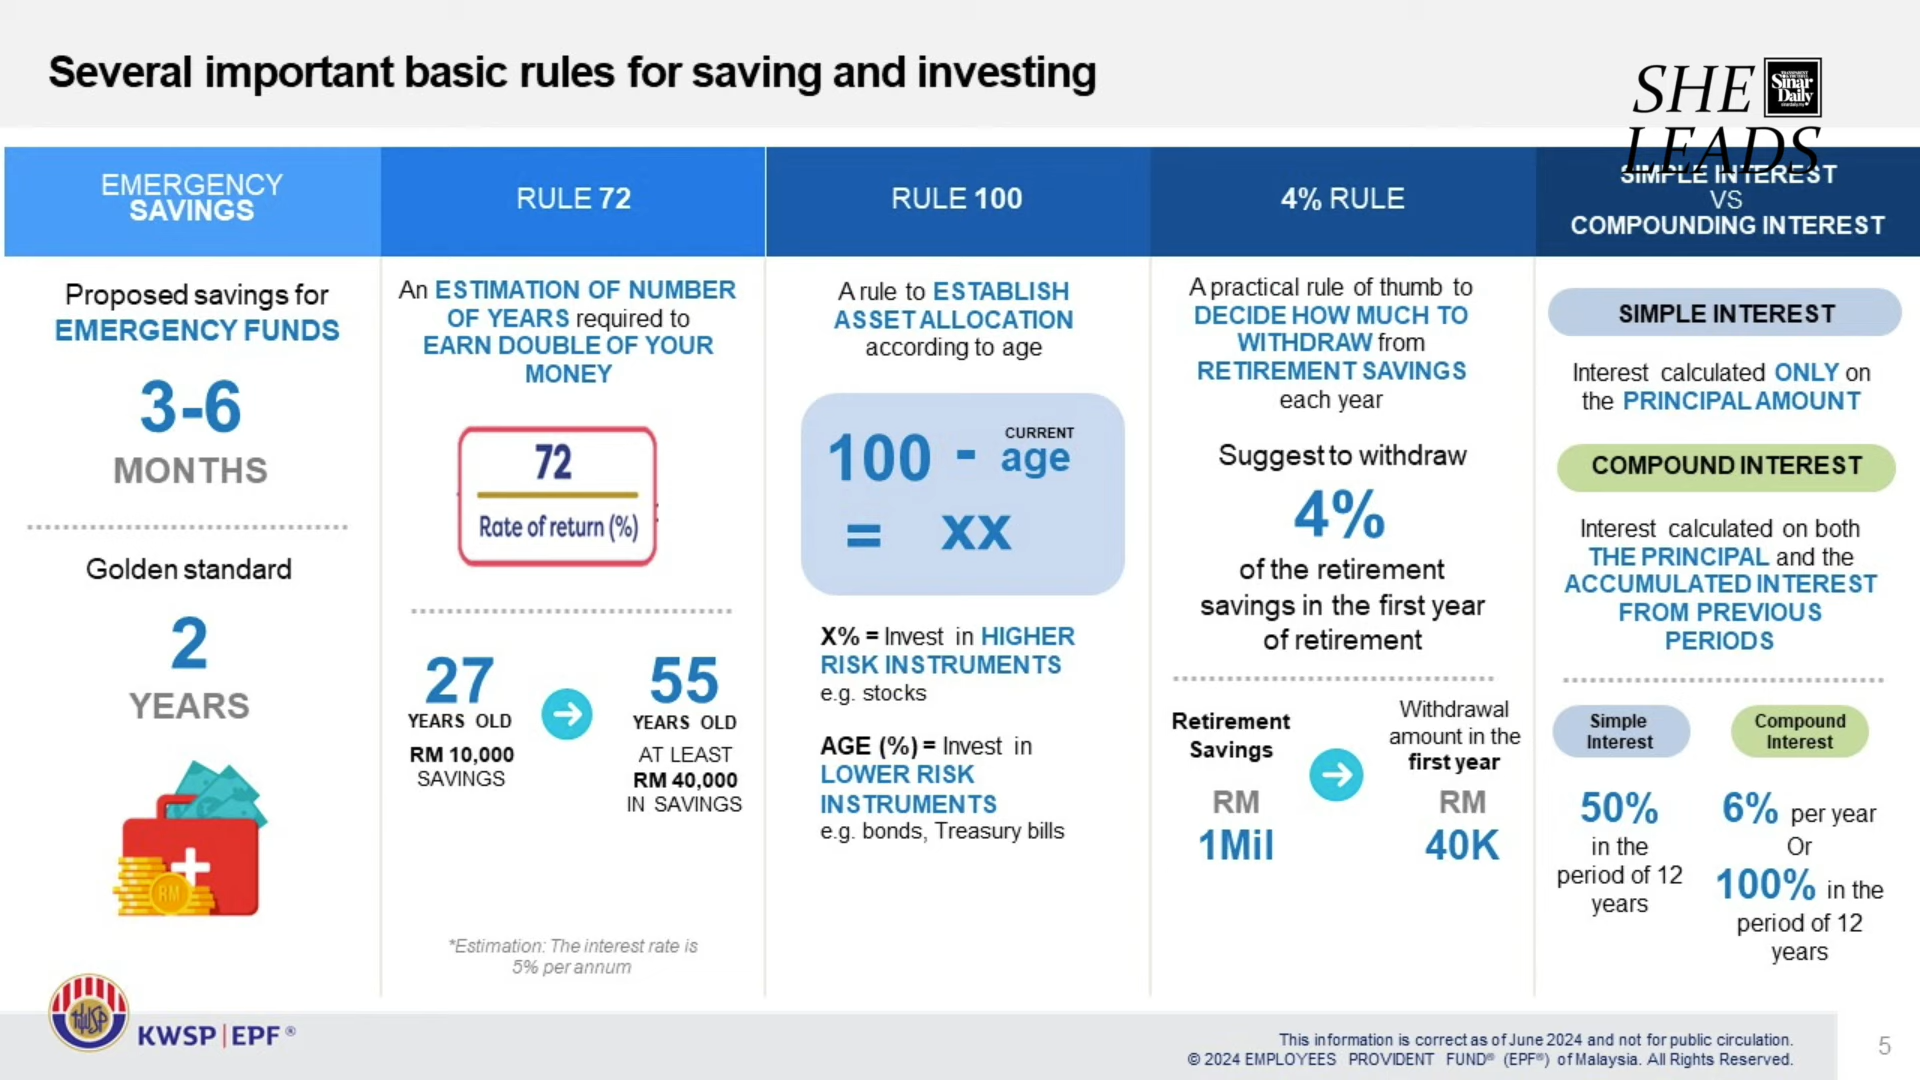 Several important basic rules for saving and investing
SHE
Sinar
Daily
LEADS
EMERGENCY
SAVINGS
Proposed savings for
EMERGENCY FUNDS
3-6
MONTHS
Golden standard
2
YEARS
RM
RULE 72
An ESTIMATION OF NUMBER
OF YEARS required to
EARN DOUBLE OF YOUR
MONEY
72
Rate of return (%)
27
YEARS OLD
RM 10,000
SAVINGS
55
YEARS OLD
AT LEAST
RM 40,000
IN SAVINGS
*Estimation: The interest rate is
5% per annum
RULE 100
A rule to ESTABLISH
ASSET ALLOCATION
according to age
100 - CURRENT age
= XX
X% = Invest in HIGHER
RISK INSTRUMENTS
e.g. stocks
AGE (%) = Invest in
LOWER RISK
INSTRUMENTS
e.g. bonds, Treasury bills
4% RULE
A practical rule of thumb to
DECIDE HOW MUCH TO
WITHDRAW from
RETIREMENT SAVINGS
each year
Suggest to withdraw
4%
of the retirement
savings in the first year
of retirement
Retirement
Savings
RM
1Mil
Withdrawal
amount in the
first year
RM
40K
SIMPLE INTEREST
VS
COMPOUNDING INTEREST
SIMPLE INTEREST
Interest calculated ONLY on
the PRINCIPAL AMOUNT
COMPOUND INTEREST
Interest calculated on both
THE PRINCIPAL and the
ACCUMULATED INTEREST
FROM PREVIOUS
PERIODS
Simple
Interest
50%
in the
period of 12
years
Compound
Interest
6% per year
Or
100% in the
period of 12
years
KWSP
KWSP | EPF ®
This information is correct as of June 2024 and not for public circulation.
© 2024 EMPLOYEES PROVIDENT FUND® (EPF®) of Malaysia. All Rights Reserved.
5